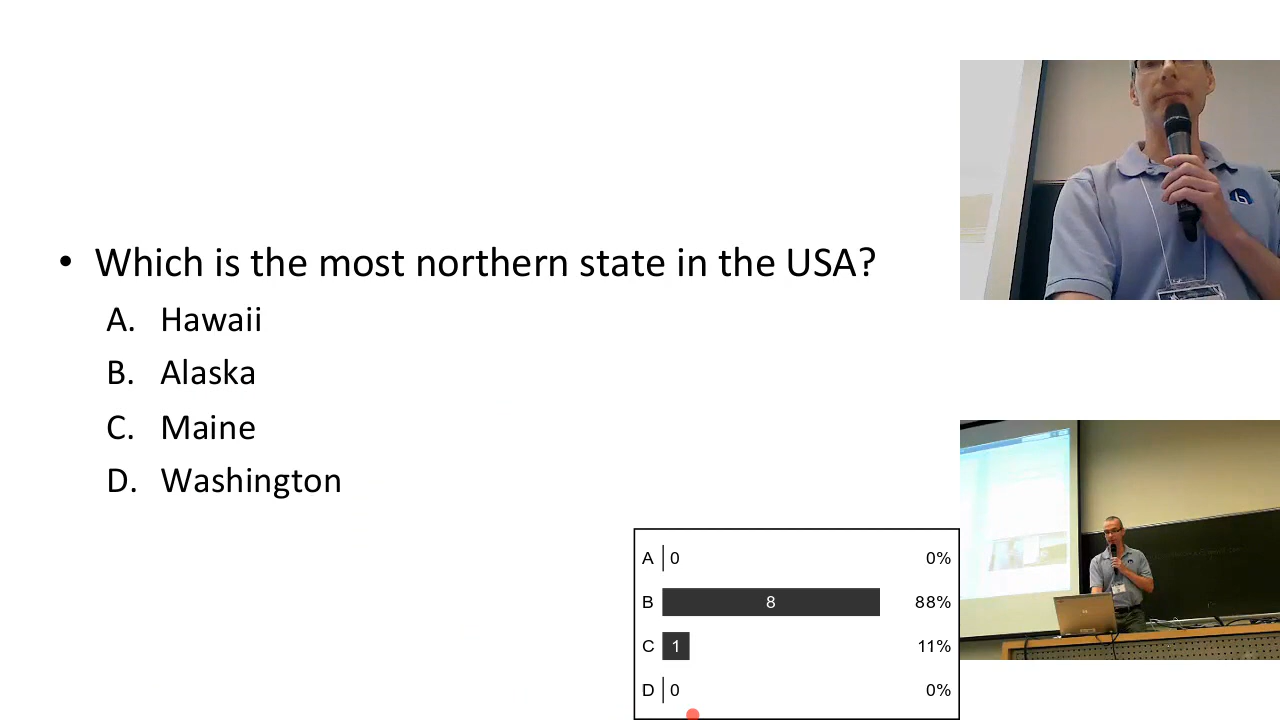 • Which is the most northern state in the USA?
A. Hawaii
B. Alaska
C. Maine
D. Washington
A 0 0%
B 8 88%
C 1 11%
D 0 0%
b